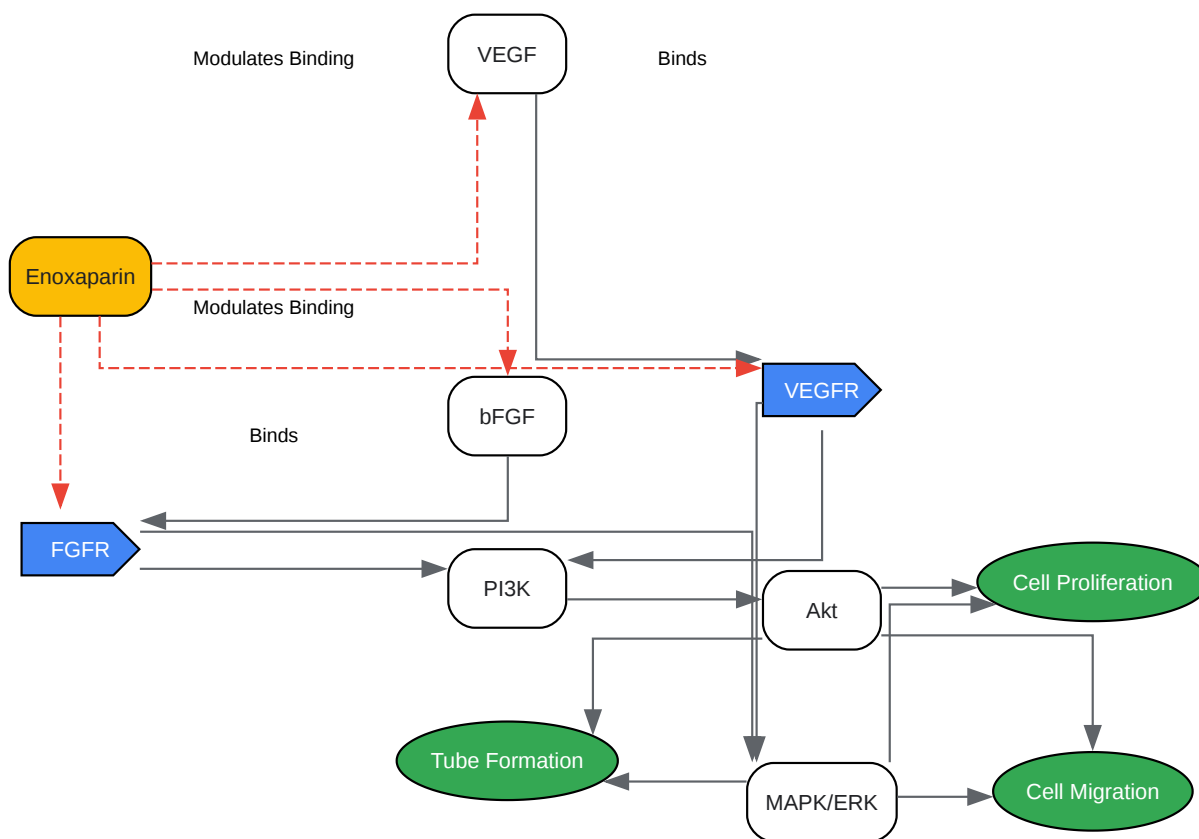 Modulates Binding
VEGF
Binds
Enoxaparin
Modulates Binding
VEGFR
bFGF
Binds
FGFR
PI3K
Akt
Cell Proliferation
Tube Formation
MAPK/ERK
Cell Migration